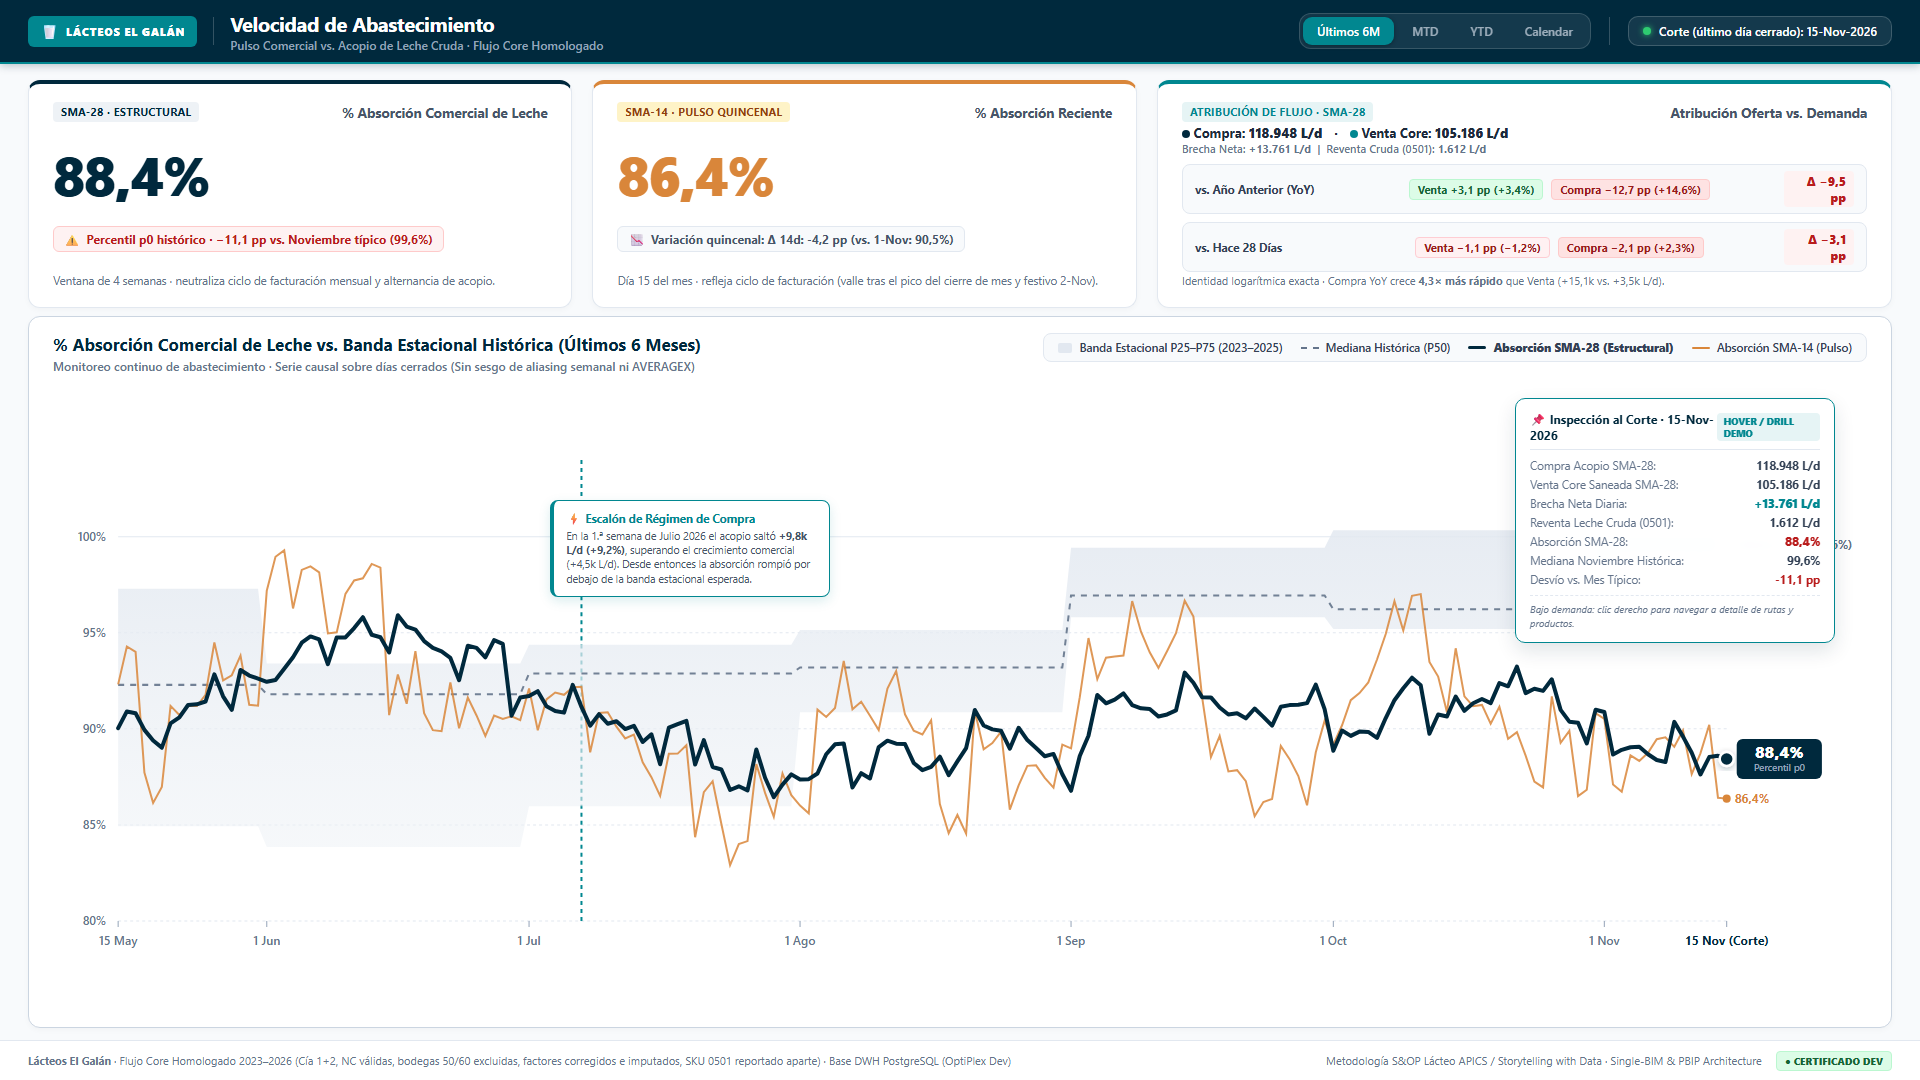 LÁCTEOS EL GALÁN
Velocidad de Abastecimiento
Pulso Comercial vs. Acopio de Leche Cruda · Flujo Core Homologado
Últimos 6M
MTD
YTD
Calendar
Corte (último día cerrado): 15-Nov-2026
SMA-28 · ESTRUCTURAL
% Absorción Comercial de Leche
88,4%
Percentil p0 histórico · −11,1 pp vs. Noviembre típico (99,6%)
Ventana de 4 semanas · neutraliza ciclo de facturación mensual y alternancia de acopio.
SMA-14 · PULSO QUINCENAL
% Absorción Reciente
86,4%
Variación quincenal: Δ 14d: -4,2 pp (vs. 1-Nov: 90,5%)
Día 15 del mes · refleja ciclo de facturación (valle tras el pico del cierre de mes y festivo 2-Nov).
ATRIBUCIÓN DE FLUJO · SMA-28
Atribución Oferta vs. Demanda
Compra: 118.948 L/d · Venta Core: 105.186 L/d
Brecha Neta: +13.761 L/d | Reventa Cruda (0501): 1.612 L/d
vs. Año Anterior (YoY)
Venta +3,1 pp (+3,4%)
Compra −12,7 pp (+14,6%)
Δ −9,5
pp
vs. Hace 28 Días
Venta −1,1 pp (−1,2%)
Compra −2,1 pp (+2,3%)
Δ −3,1
pp
Identidad logarítmica exacta · Compra YoY crece 4,3× más rápido que Venta (+15,1k vs. +3,5k L/d).
% Absorción Comercial de Leche vs. Banda Estacional Histórica (Últimos 6 Meses)
Monitoreo continuo de abastecimiento · Serie causal sobre días cerrados (Sin sesgo de aliasing semanal ni AVERAGEX)
Banda Estacional P25–P75 (2023–2025)
Mediana Histórica (P50)
Absorción SMA-28 (Estructural)
Absorción SMA-14 (Pulso)
Inspección al Corte · 15-Nov-
2026
HOVER / DRILL
DEMO
Compra Acopio SMA-28: 118.948 L/d
Venta Core Saneada SMA-28: 105.186 L/d
Brecha Neta Diaria: +13.761 L/d
Reventa Leche Cruda (0501): 1.612 L/d
Absorción SMA-28: 88,4%
Mediana Noviembre Histórica: 99,6%
Desvío vs. Mes Típico: -11,1 pp
Bajo demanda: clic derecho para navegar a detalle de rutas y
productos.
Escalón de Régimen de Compra
En la 1.ª semana de Julio 2026 el acopio saltó +9,8k
L/d (+9,2%), superando el crecimiento comercial
(+4,5k L/d). Desde entonces la absorción rompió por
debajo de la banda estacional esperada.
100%
95%
90%
85%
80%
88,4%
Percentil p0
86,4%
15 May
1 Jun
1 Jul
1 Ago
1 Sep
1 Oct
1 Nov
15 Nov (Corte)
Lácteos El Galán · Flujo Core Homologado 2023–2026 (Cía 1+2, NC válidas, bodegas 50/60 excluidas, factores corregidos e imputados, SKU 0501 reportado aparte) · Base DWH PostgreSQL (OptiPlex Dev)
Metodología S&OP Lácteo APICS / Storytelling with Data · Single-BIM & PBIP Architecture
● CERTIFICADO DEV